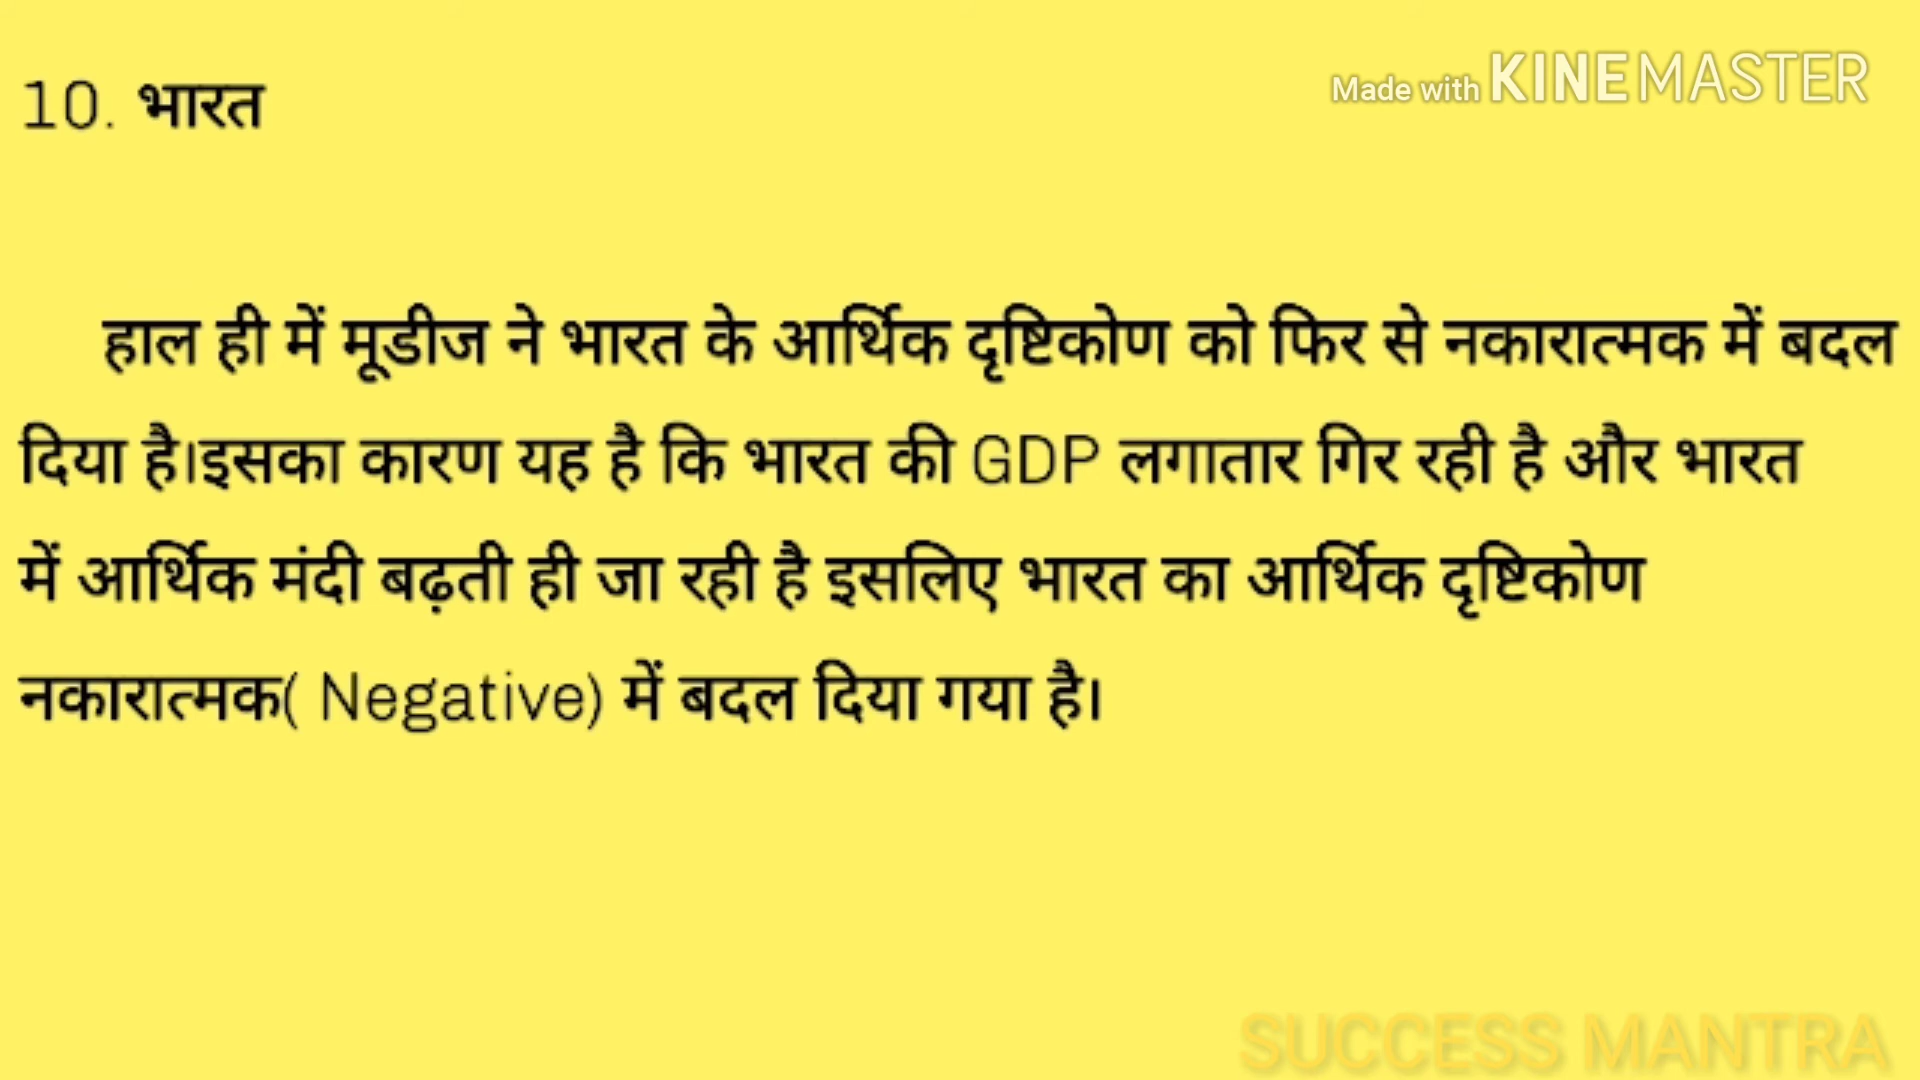 10. भारत
Made with KINEMASTER
हाल ही में मूडीज ने भारत के आर्थिक दृष्टिकोण को फिर से नकारात्मक में बदल
दिया है।इसका कारण यह है कि भारत की GDP लगातार गिर रही है और भारत
में आर्थिक मंदी बढ़ती ही जा रही है इसलिए भारत का आर्थिक दृष्टिकोण
नकारात्मक( Negative) में बदल दिया गया है।
SUCCESS MANTRA